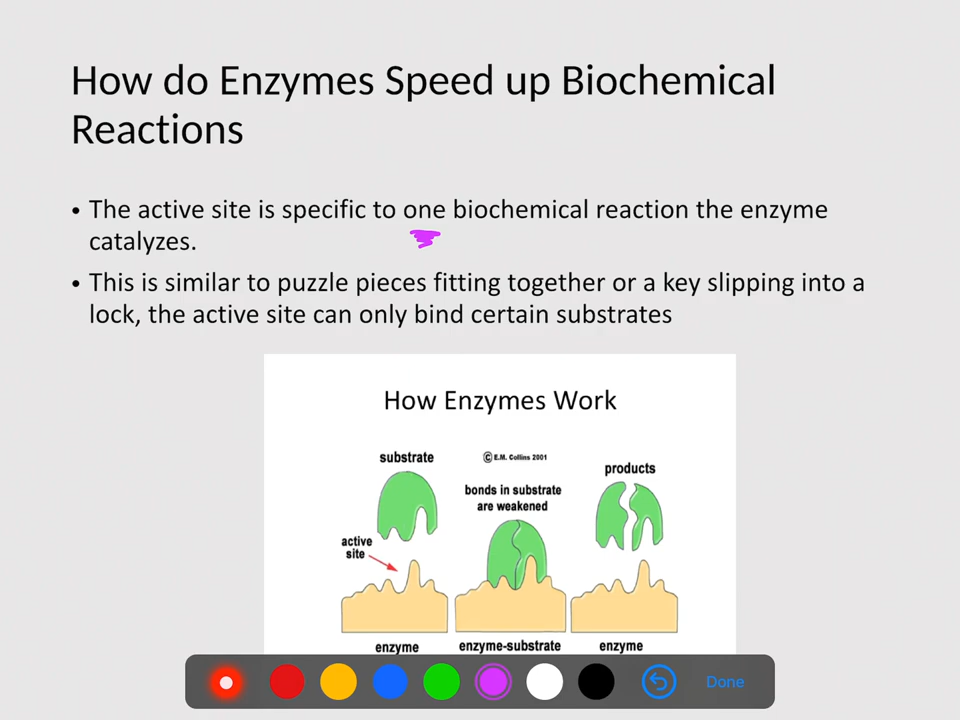 How do Enzymes Speed up Biochemical
Reactions
• The active site is specific to one biochemical reaction the enzyme
catalyzes.
• This is similar to puzzle pieces fitting together or a key slipping into a
lock, the active site can only bind certain substrates
How Enzymes Work
substrate
© E.M. Collins 2001
products
bonds in substrate
are weakened
active
site
enzyme
enzyme-substrate
enzyme
Done